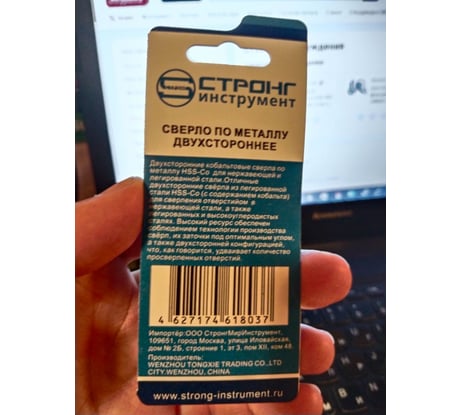 СТРОНГ
инструмент
СВЕРЛО ПО МЕТАЛЛУ
ДВУХСТОРОННЕЕ
Двухсторонние кобальтовые сверла по
металлу HSS-Co для нержавеющей и
легированной стали. Отличные
двухсторонние свёрла из легированной
стали HSS-Co (с содержанием кобальта)
для сверления отверстийом в
нержавеющей стали, а также
легированных и высокоуглеродистых
сталях. Высокий ресурс обеспечен
соблюдением технологии производства
свёрл, их заточки под оптимальным углом,
а также двухсторонней конфигурацией,
что, как говорится, удваивает количество
просверленных отверстий.
4 627174 618037
Импортёр: ООО СтронгМирИнструмент,
109651, город Москва, улица Иловайская,
дом № 2Б, строение 1, эт 3, пом XII, ком 48
Производитель:
WENZHOU TONGXIE TRADING CO., LTD
CITY:WENZHOU, CHINA
www.strong-instrument.ru